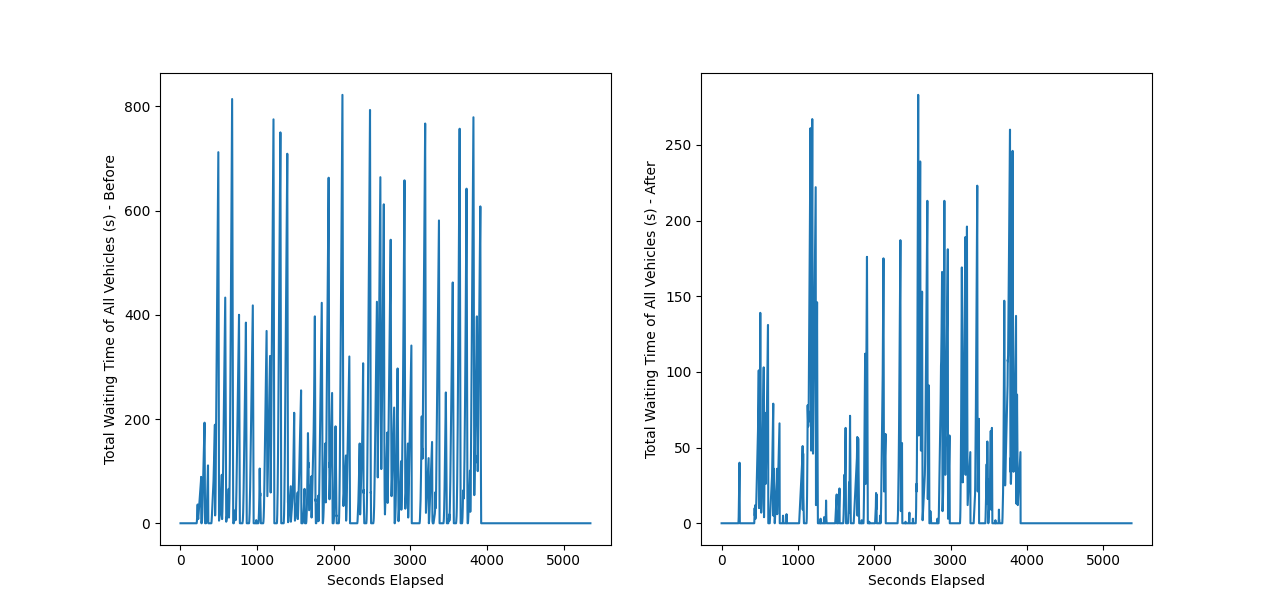 Total Waiting Time of All Vehicles (s) - Before
800
600
400
200
0
0 1000 2000 3000 4000 5000
Seconds Elapsed
Total Waiting Time of All Vehicles (s) - After
250
200
150
100
50
0
0 1000 2000 3000 4000 5000
Seconds Elapsed